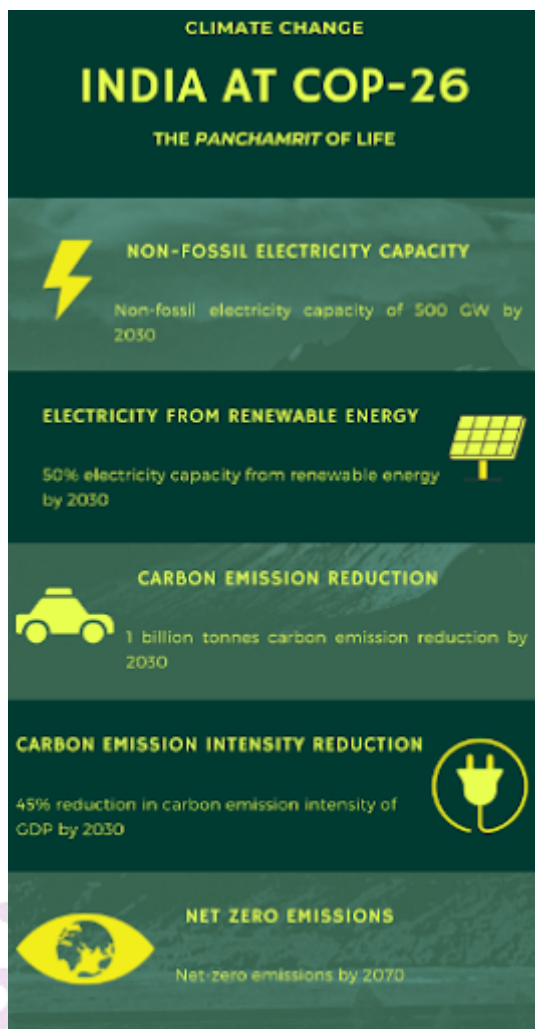 CLIMATE CHANGE
INDIA AT COP-26
THE PANCHAMRIT OF LIFE
NON-FOSSIL ELECTRICITY CAPACITY
Non-fossil electricity capacity of 500 GW by
2030
ELECTRICITY FROM RENEWABLE ENERGY
50% electricity capacity from renewable energy
by 2030
CARBON EMISSION REDUCTION
1 billion tonnes carbon emission reduction by
2030
CARBON EMISSION INTENSITY REDUCTION
45% reduction in carbon emission intensity of
GDP by 2030
NET ZERO EMISSIONS
Net-zero emissions by 2070